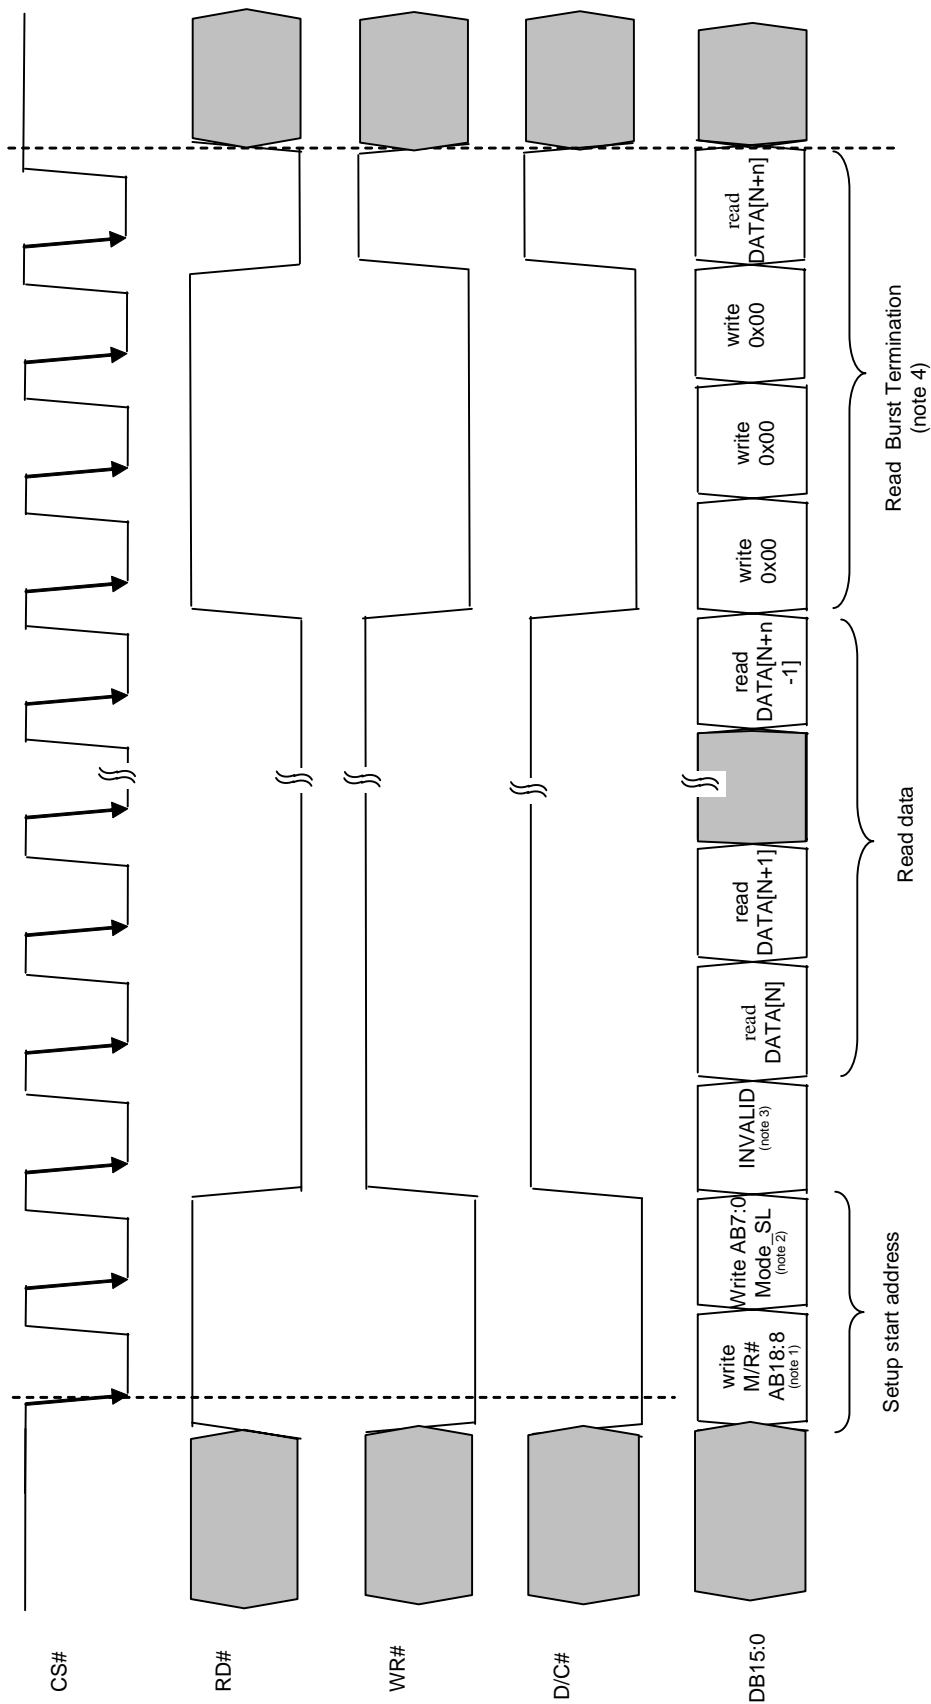 CS#
RD#
WR#
D/C#
DB15:0
write
M/R#
AB18:8
(note 1)
Write AB7:0
Mode_SL
(note 2)
INVALID
(note 3)
read
DATA[N]
read
DATA[N+1]
read
DATA[N+n
-1]
write
0x00
write
0x00
write
0x00
read
DATA[N+n]
Setup start address
Read data
Read Burst Termination
(note 4)